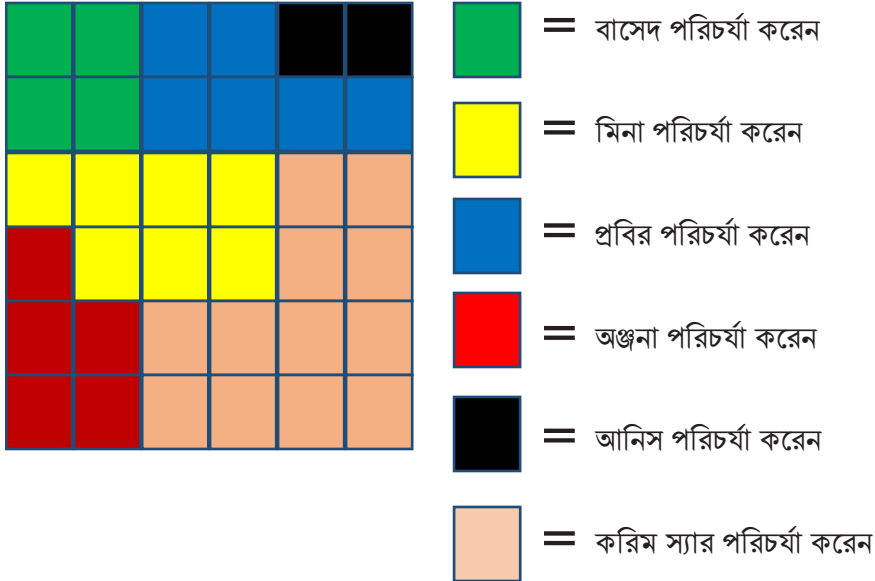 = বাসেদ পরিচর্যা করেন
= মিনা পরিচর্যা করেন
= প্রবির পরিচর্যা করেন
= অঞ্জনা পরিচর্যা করেন
= আনিস পরিচর্যা করেন
= করিম স্যার পরিচর্যা করেন